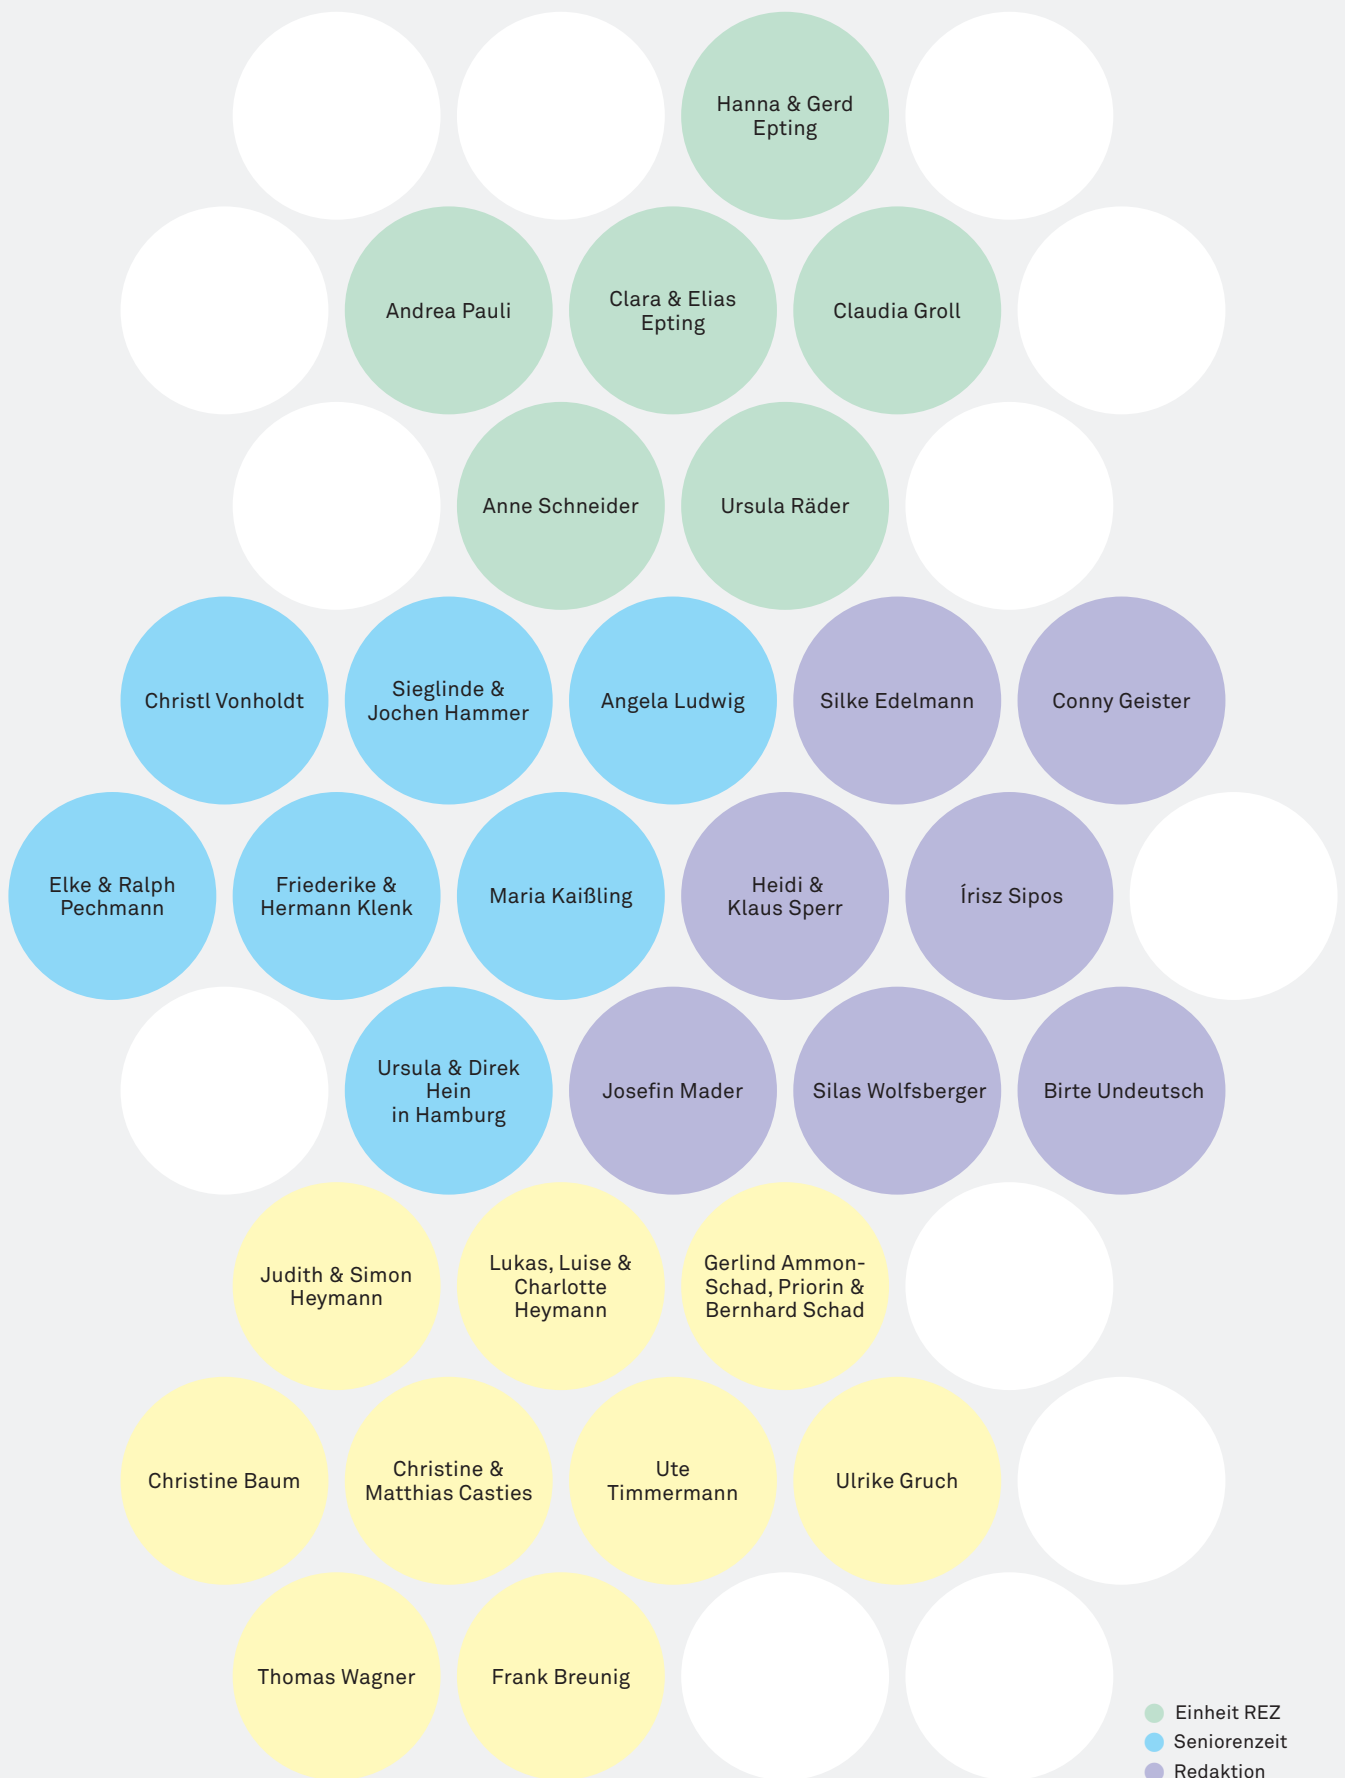 Hanna & Gerd
Epting
Andrea Pauli
Clara & Elias
Epting
Claudia Groll
Anne Schneider
Ursula Räder
Christl Vonholdt
Sieglinde &
Jochen Hammer
Angela Ludwig
Silke Edelmann
Conny Geister
Elke & Ralph
Pechmann
Friederike &
Hermann Klenk
Maria Kaißling
Heidi &
Klaus Sperr
Írisz Sipos
Ursula & Direk
Hein
in Hamburg
Josefin Mader
Silas Wolfsberger
Birte Undeutsch
Judith & Simon
Heymann
Lukas, Luise &
Charlotte
Heymann
Gerlind Ammon-
Schad, Priorin &
Bernhard Schad
Christine Baum
Christine &
Matthias Casties
Ute
Timmermann
Ulrike Gruch
Thomas Wagner
Frank Breunig
Einheit REZ
Seniorenzeit
Redaktion